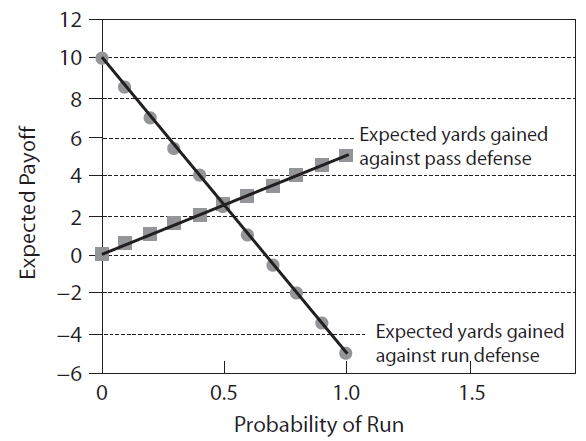 12
10
8
6
4
2
0
−2
−4
−6
Expected Payoff
Expected yards gained
against pass defense
Expected yards gained
against run defense
0 0.5 1.0 1.5
Probability of Run